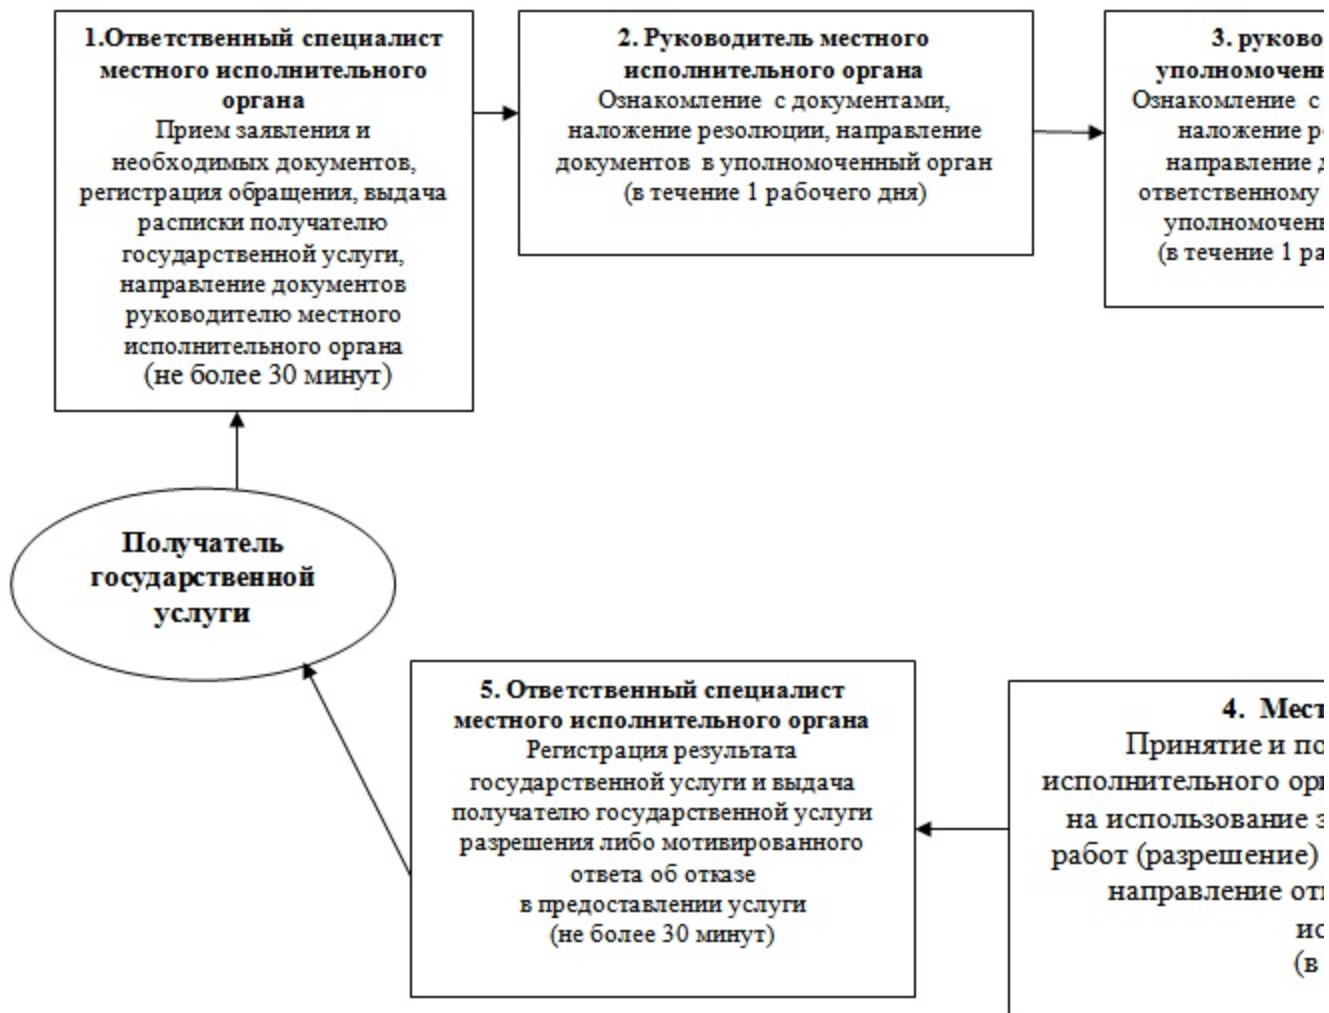 1.Ответственный специалист
местного исполнительного
органа
Прием заявления и
необходимых документов,
регистрация обращения, выдача
расписки получателю
государственной услуги,
направление документов
руководителю местного
исполнительного органа
(не более 30 минут)
2. Руководитель местного
исполнительного органа
Ознакомление с документами,
наложение резолюции, направление
документов в уполномоченный орган
(в течение 1 рабочего дня)
3. руково
уполномочен
Ознакомление с
наложение р
направление
ответственному
уполномочен
(в течение 1 ра
Получатель
государственной
услуги
5. Ответственный специалист
местного исполнительного органа
Регистрация результата
государственной услуги и выдача
получателю государственной услуги
разрешения либо мотивированного
ответа об отказе
в предоставлении услуги
(не более 30 минут)
4. Мест
Принятие и по
исполнительного ор
на использование з
работ (разрешение)
направление от
ис
(в